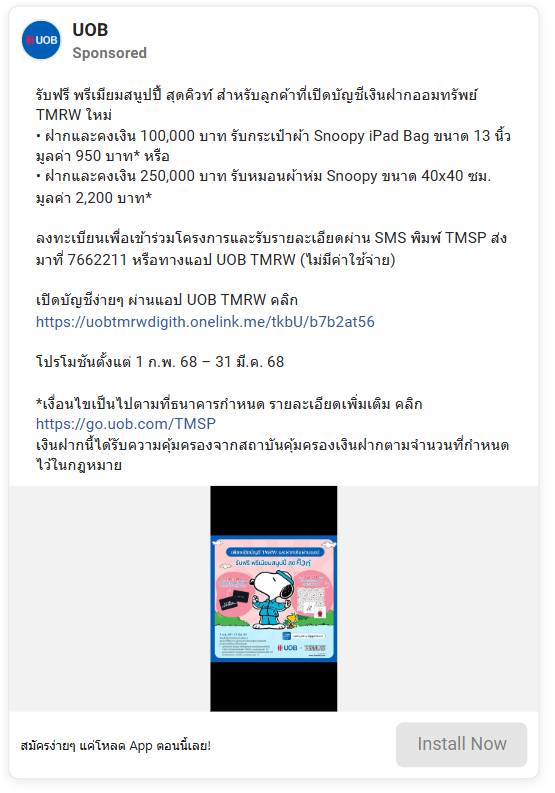 UOB
Sponsored
UOB
รับฟรี พรีเมียมสนูปปี้ สุดคิวท์ สำหรับลูกค้าที่เปิดบัญชีเงินฝากออมทรัพย์
TMRW ใหม่
• ฝากและคงเงิน 100,000 บาท รับกระเป๋าผ้า Snoopy iPad Bag ขนาด 13 นิ้ว
มูลค่า 950 บาท* หรือ
• ฝากและคงเงิน 250,000 บาท รับหมอนผ้าห่ม Snoopy ขนาด 40x40 ซม.
มูลค่า 2,200 บาท*
ลงทะเบียนเพื่อเข้าร่วมโครงการและรับรายละเอียดผ่าน SMS พิมพ์ TMSP ส่ง
มาที่ 7662211 หรือทางแอป UOB TMRW (ไม่มีค่าใช้จ่าย)
เปิดบัญชีง่ายๆ ผ่านแอป UOB TMRW คลิก
https://uobtmrwdigith.onelink.me/tkbU/b7b2at56
โปรโมชันตั้งแต่ 1 ก.พ. 68 – 31 มี.ค. 68
*เงื่อนไขเป็นไปตามที่ธนาคารกำหนด รายละเอียดเพิ่มเติม คลิก
https://go.uob.com/TMSP
เงินฝากนี้ได้รับความคุ้มครองจากสถาบันคุ้มครองเงินฝากตามจำนวนที่กำหนด
ไว้ในกฎหมาย
รับฟรี พรีเมียมสนูปปี้ สุดคิวท์
UOB
สมัครง่ายๆ แค่โหลด App ตอนนี้เลย!
Install Now